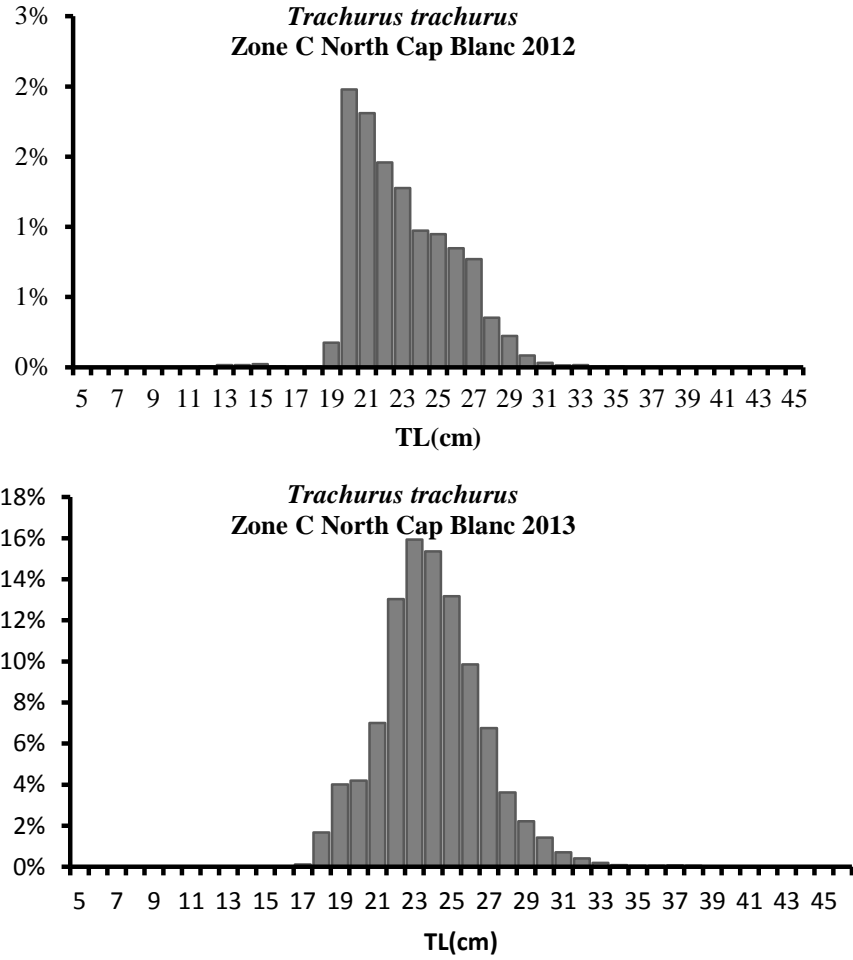 Trachurus trachurus
Zone C North Cap Blanc 2012
3%
2%
2%
1%
1%
0%
5 7 9 11 13 15 17 19 21 23 25 27 29 31 33 35 37 39 41 43 45
TL(cm)
Trachurus trachurus
Zone C North Cap Blanc 2013
18%
16%
14%
12%
10%
8%
6%
4%
2%
0%
5 7 9 11 13 15 17 19 21 23 25 27 29 31 33 35 37 39 41 43 45
TL(cm)